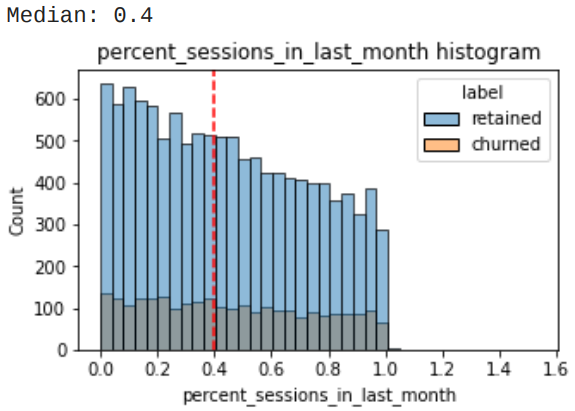 Median: 0.4
percent_sessions_in_last_month histogram
label
retained
churned
Count
600
500
400
300
200
100
0
0.0 0.2 0.4 0.6 0.8 1.0 1.2 1.4 1.6
percent_sessions_in_last_month